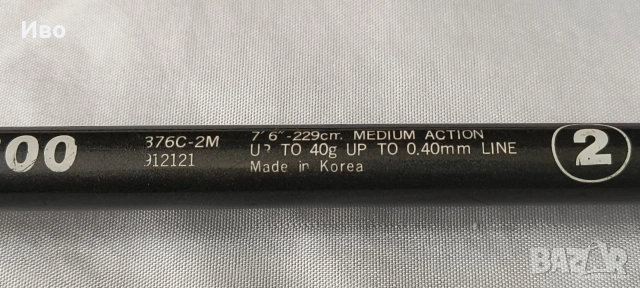 Иво
00
376C-2M
912121
7'6"-229cm. MEDIUM ACTION
UP TO 40g UP TO 0.40mm LINE
Made in Korea
2
BAZAR